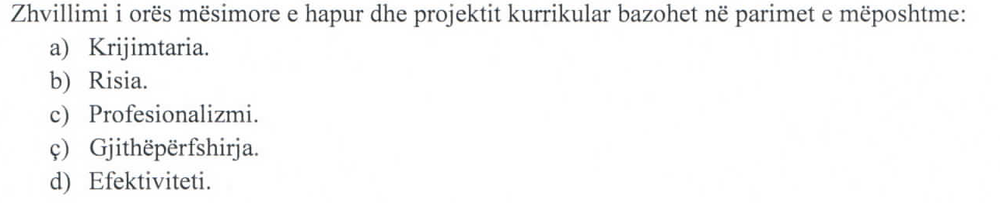 Zhvillimi i orës mësimore e hapur dhe projektit kurrikular bazohet në parimet e mëposhtme:
a) Krijimtaria.
b) Risia.
c) Profesionalizmi.
ç) Gjithëpërfshirja.
d) Efektiviteti.